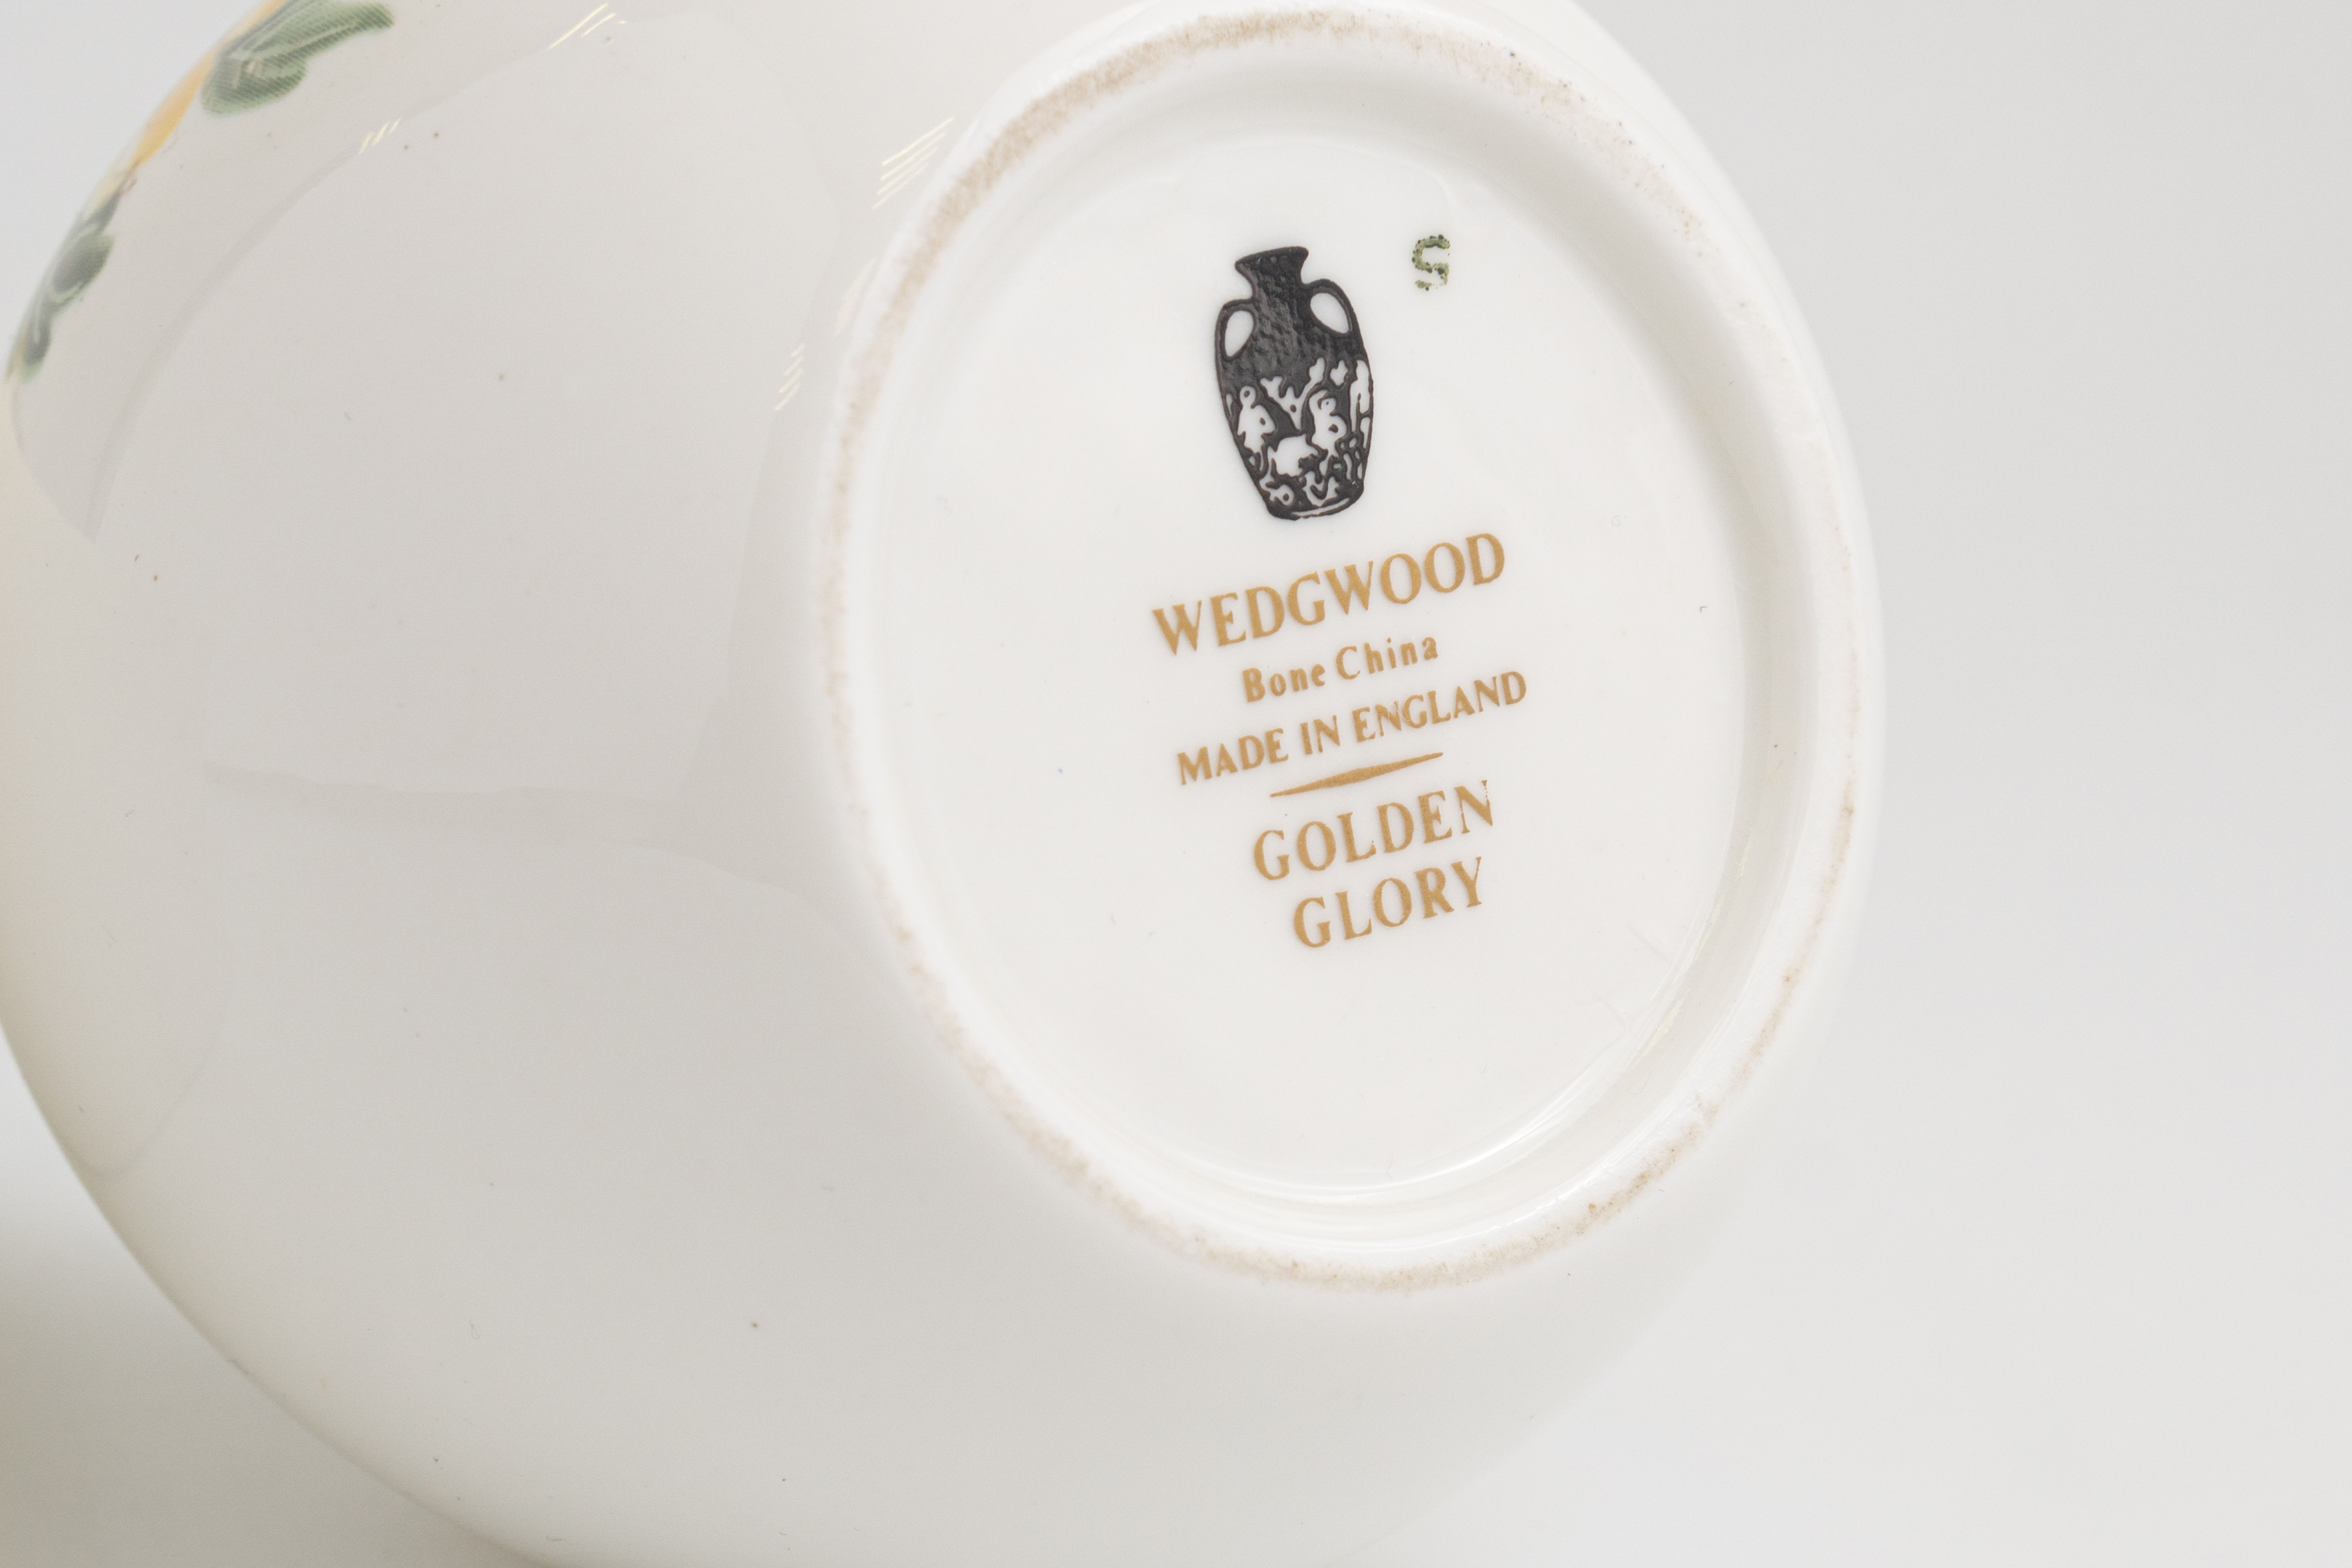 S
WEDGWOOD
Bone China
MADE IN ENGLAND
GOLDEN
GLORY